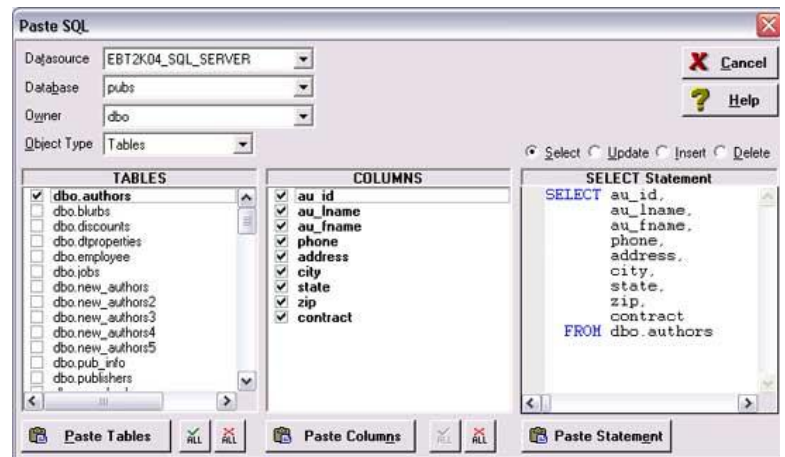 Paste SQL
Datasource EBT2K04_SQL_SERVER
Cancel
Database pubs
Help
Owner dbo
Object Type Tables
Select Update Insert Delete
TABLES
dbo.authors
dbo.blurbs
dbo.discounts
dbo.dtproperties
dbo.employee
dbo.jobs
dbo.new_authors
dbo.new_authors2
dbo.new_authors3
dbo.new_authors4
dbo.new_authors5
dbo.pub_info
dbo.publishers
COLUMNS
au_id
au_lname
au_fname
phone
address
city
state
zip
contract
SELECT Statement
SELECT au_id,
au_lname,
au_fname,
phone,
address,
city,
state,
zip,
contract
FROM dbo.authors
Paste Tables ALL ALL
Paste Columns ALL ALL
Paste Statement